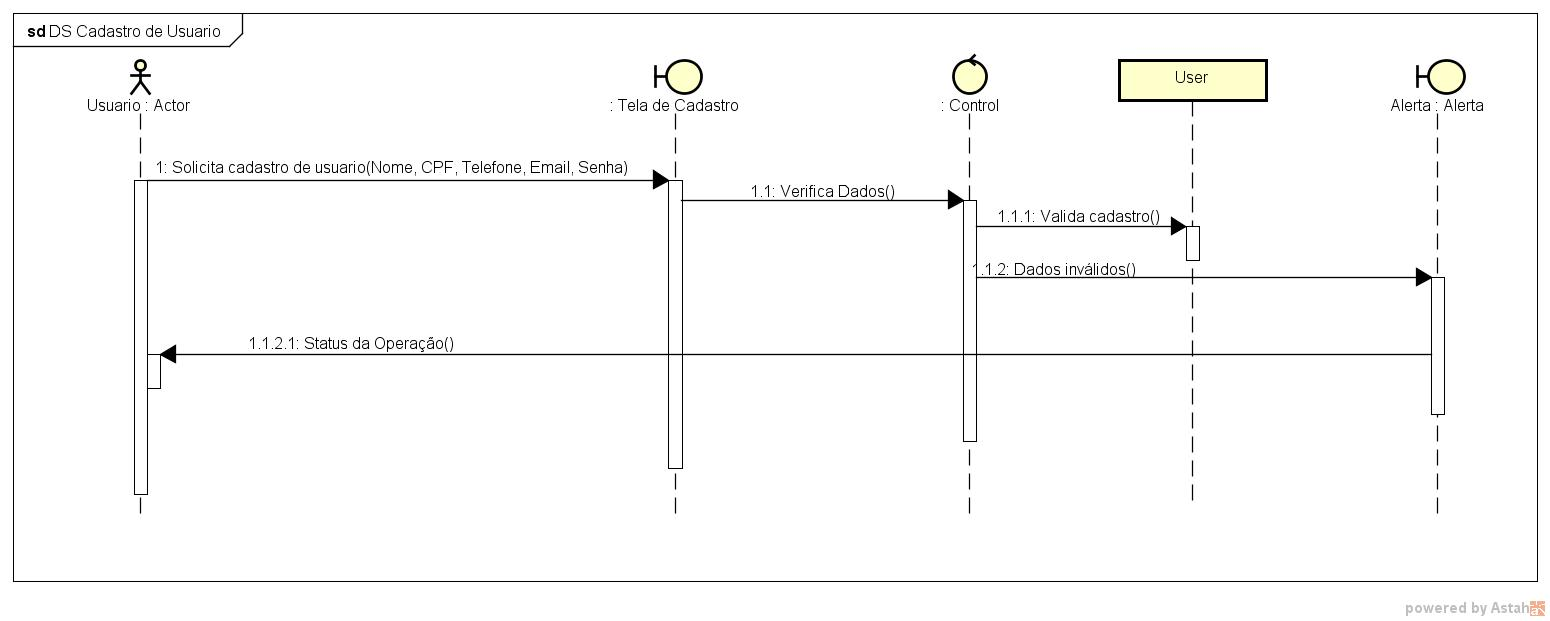 sd DS Cadastro de Usuario
Usuario : Actor
: Tela de Cadastro
: Control
User
Alerta : Alerta
1: Solicita cadastro de usuario(Nome, CPF, Telefone, Email, Senha)
1.1: Verifica Dados()
1.1.1: Valida cadastro()
1.1.2: Dados inválidos()
1.1.2.1: Status da Operação()
powered by Astah